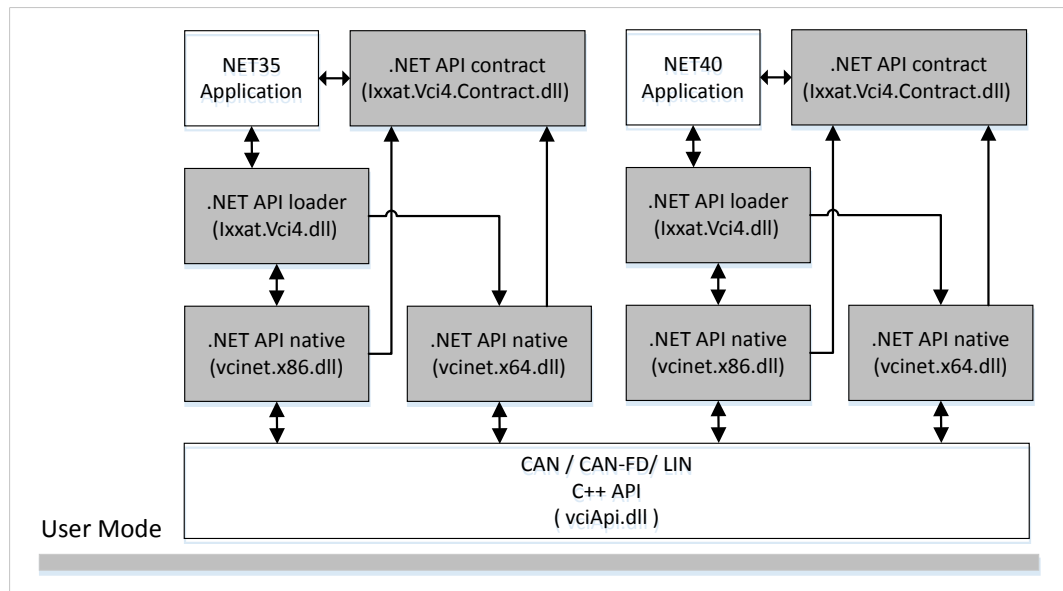 NET35
Application
.NET API contract
(Ixxat.Vci4.Contract.dll)
NET40
Application
.NET API contract
(Ixxat.Vci4.Contract.dll)
.NET API loader
(Ixxat.Vci4.dll)
.NET API loader
(Ixxat.Vci4.dll)
.NET API native
(vcinet.x86.dll)
.NET API native
(vcinet.x64.dll)
.NET API native
(vcinet.x86.dll)
.NET API native
(vcinet.x64.dll)
CAN / CAN-FD/ LIN
C++ API
( vciApi.dll )
User Mode